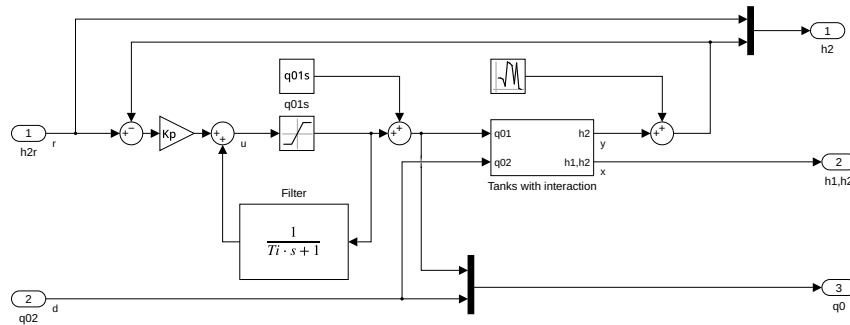 1
h2
q01s
q01s
1
h2r
r
Kp
u
q01
h2
y
q02
h1,h2
x
2
h1,h2
Tanks with interaction
Filter
1
Ti · s + 1
2
q02
d
3
q0